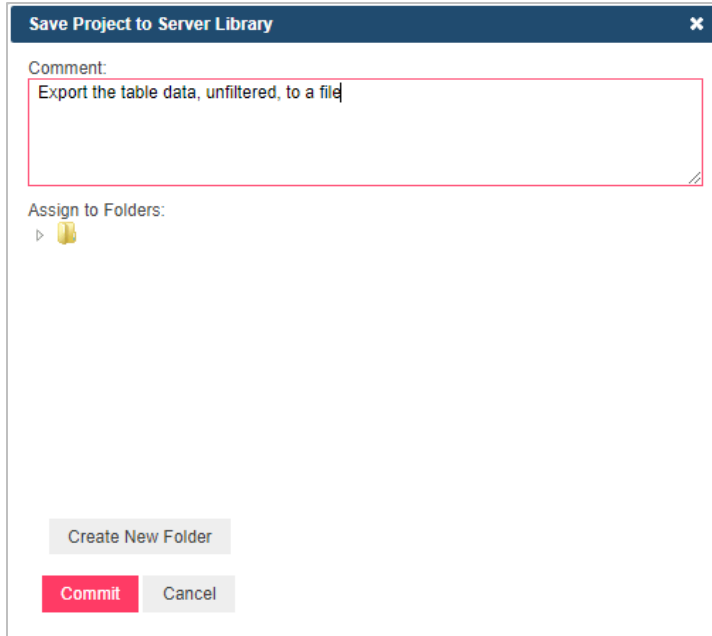 Save Project to Server Library
Comment:
Export the table data, unfiltered, to a file
Assign to Folders:
Create New Folder
Commit Cancel